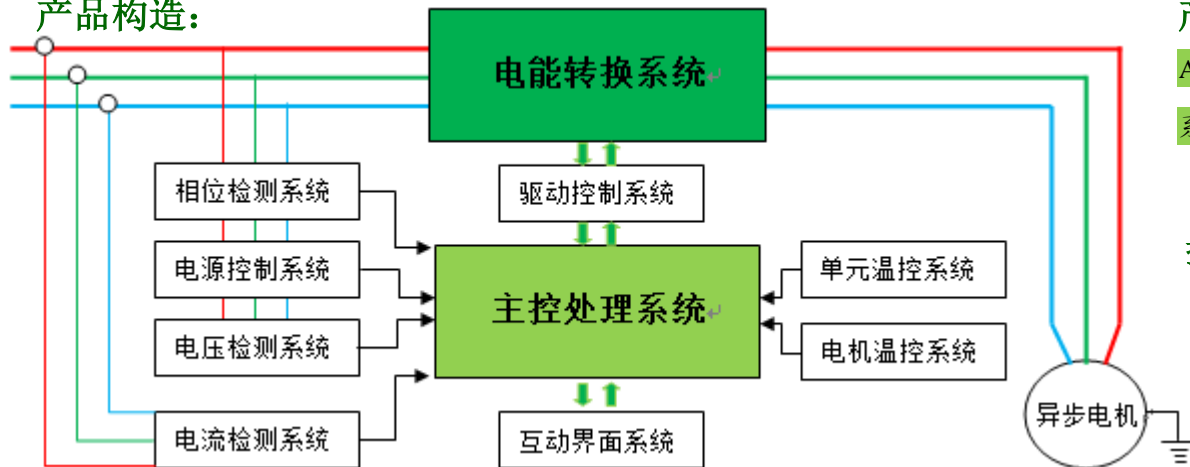 产品构造：
电能转换系统
相位检测系统
驱动控制系统
电源控制系统
主控处理系统
单元温控系统
电压检测系统
电机温控系统
电流检测系统
互动界面系统
异步电机